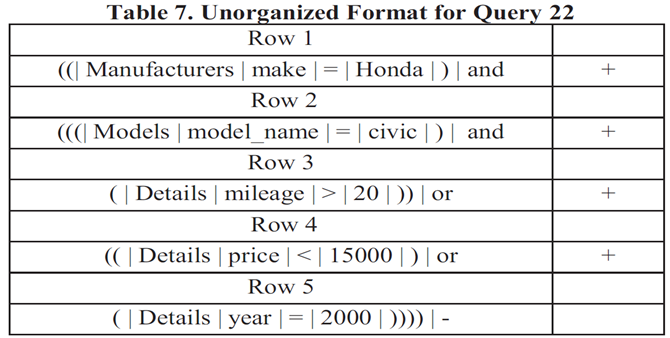 Table 7. Unorganized Format for Query 22
Row 1
((| Manufacturers | make | = | Honda | ) | and +
Row 2
(((| Models | model_name | = | civic | ) | and +
Row 3
( | Details | mileage | > | 20 | )) | or +
Row 4
(( | Details | price | < | 15000 | ) | or +
Row 5
( | Details | year | = | 2000 | )))) | -